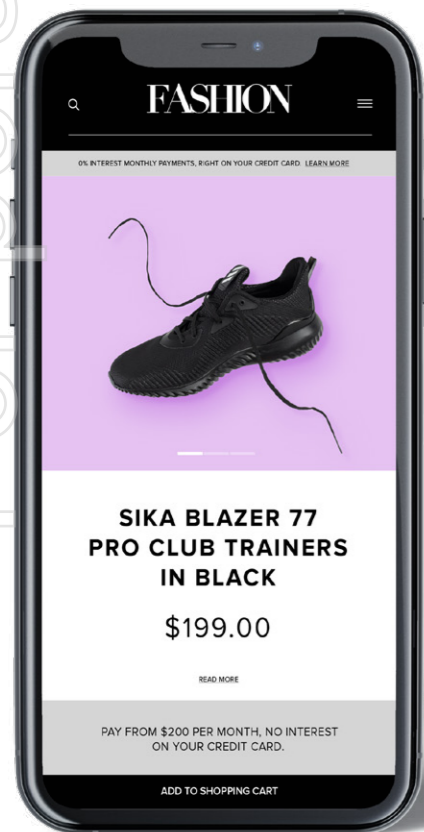 FASHION
0% INTEREST MONTHLY PAYMENTS, RIGHT ON YOUR CREDIT CARD. LEARN MORE
SIKA BLAZER 77
PRO CLUB TRAINERS
IN BLACK
$199.00
READ MORE
PAY FROM $200 PER MONTH, NO INTEREST
ON YOUR CREDIT CARD.
ADD TO SHOPPING CART